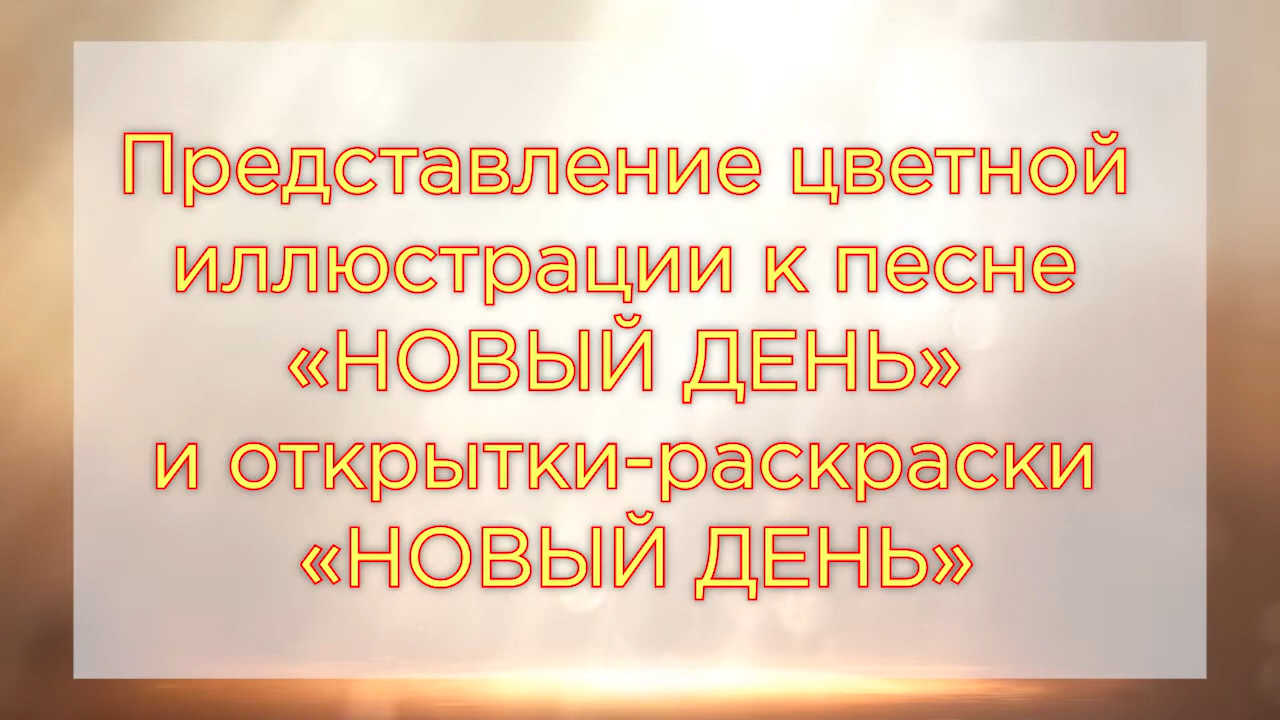 Представление цветной
иллюстрации к песне
«НОВЫЙ ДЕНЬ»
и открытки-раскраски
«НОВЫЙ ДЕНЬ»